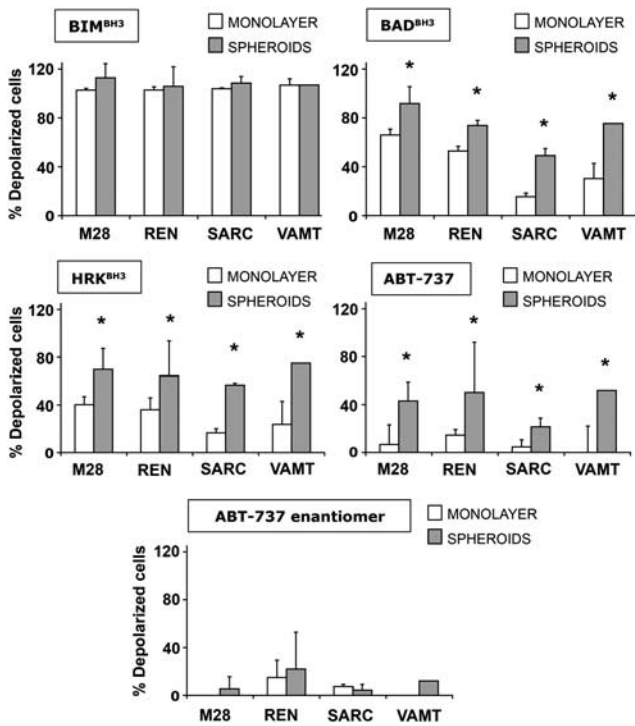 BIMᴮᴴ³
MONOLAYER
SPHEROIDS
% Depolarized cells
120
80
40
0
M28 REN SARC VAMT
BADᴮᴴ³
MONOLAYER
SPHEROIDS
120
80
40
0
* * * *
M28 REN SARC VAMT
HRKᴮᴴ³
MONOLAYER
SPHEROIDS
% Depolarized cells
120
80
40
0
* * * *
M28 REN SARC VAMT
ABT-737
MONOLAYER
SPHEROIDS
120
80
40
0
* * * *
M28 REN SARC VAMT
ABT-737 enantiomer
MONOLAYER
SPHEROIDS
% Depolarized cells
120
80
40
0
M28 REN SARC VAMT